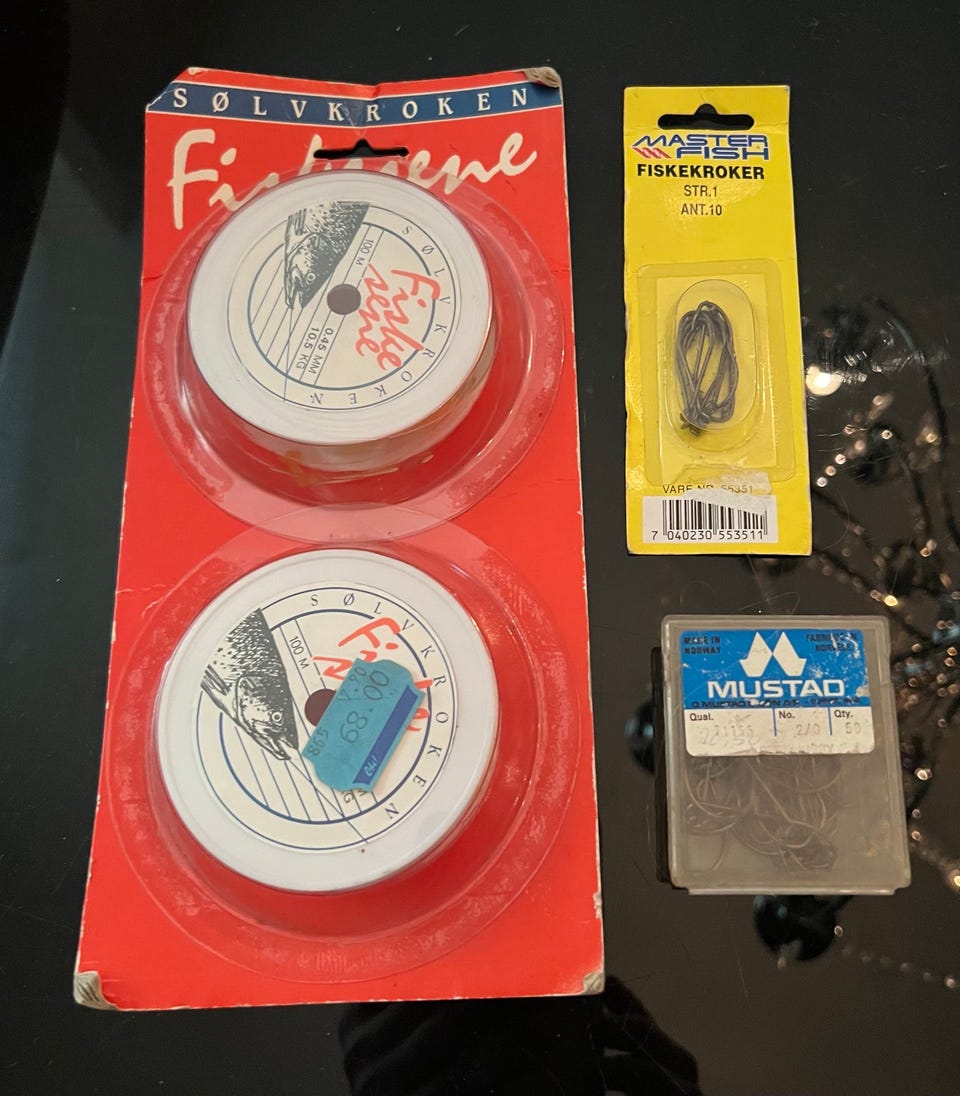 SØLVKROKEN
SØLVKROKEN
Fiske
sene
100 M
0.45 MM
10.5 KG
SØLVKROKEN
100 M
69.00
MASTER
FISH
FISKEKROKER
STR.1
ANT.10
VARE NR. 55351
7 040230 553511
MADE IN
NORWAY
MUSTAD
Qual.
No.
Qty.
2/0
50